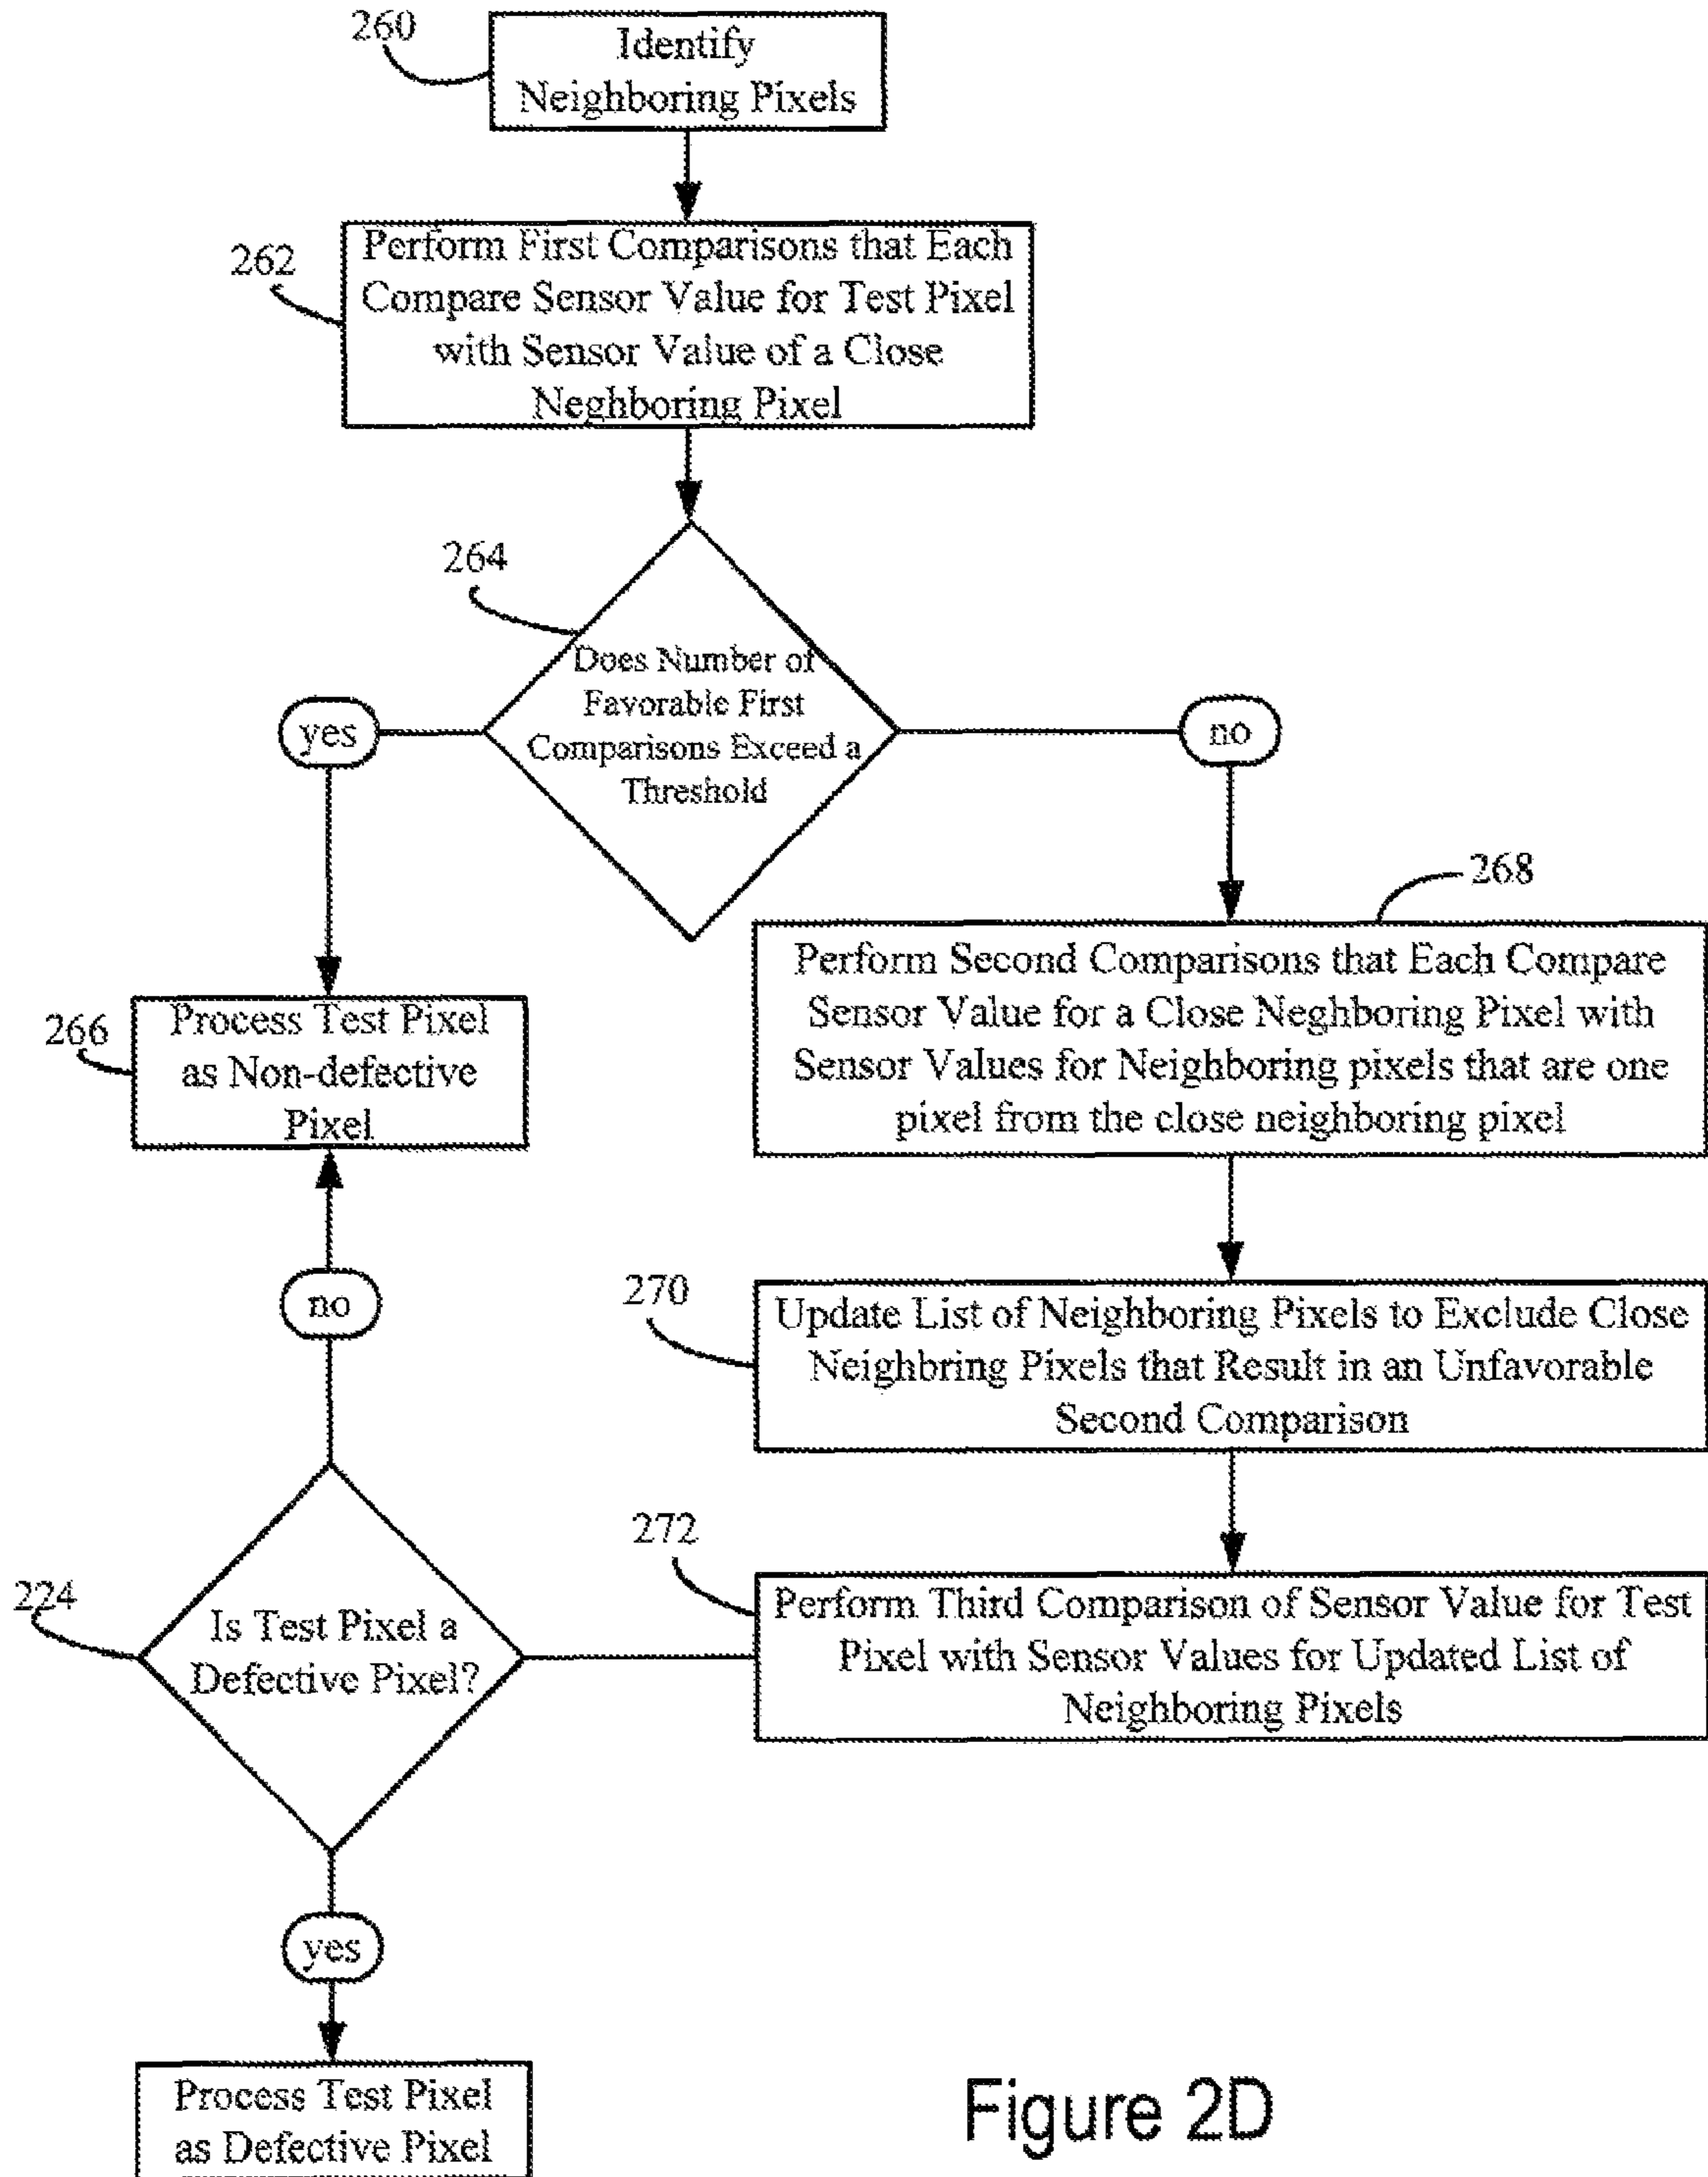 260
Identify
Neighboring Pixels
262
Perform First Comparisons that Each
Compare Sensor Value for Test Pixel
with Sensor Value of a Close
Neghboring Pixel
264
Does Number of
Favorable First
Comparisons Exceed a
Threshold
yes
no
268
Perform Second Comparisons that Each Compare
Sensor Value for a Close Neghboring Pixel with
Sensor Values for Neighboring pixels that are one
pixel from the close neighboring pixel
266
Process Test Pixel
as Non-defective
Pixel
no
270
Update List of Neighboring Pixels to Exclude Close
Neighbring Pixels that Result in an Unfavorable
Second Comparison
272
Perform Third Comparison of Sensor Value for Test
Pixel with Sensor Values for Updated List of
Neighboring Pixels
224
Is Test Pixel a
Defective Pixel?
yes
Process Test Pixel
as Defective Pixel
Figure 2D